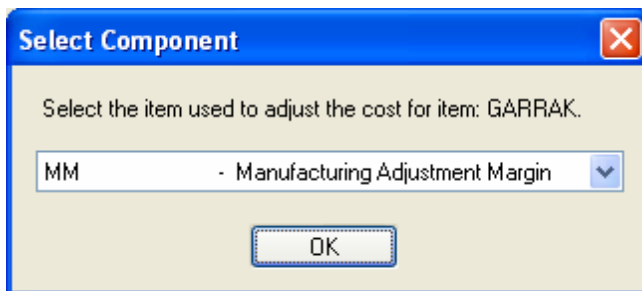 Select Component
Select the item used to adjust the cost for item: GARRAK.
MM - Manufacturing Adjustment Margin
OK